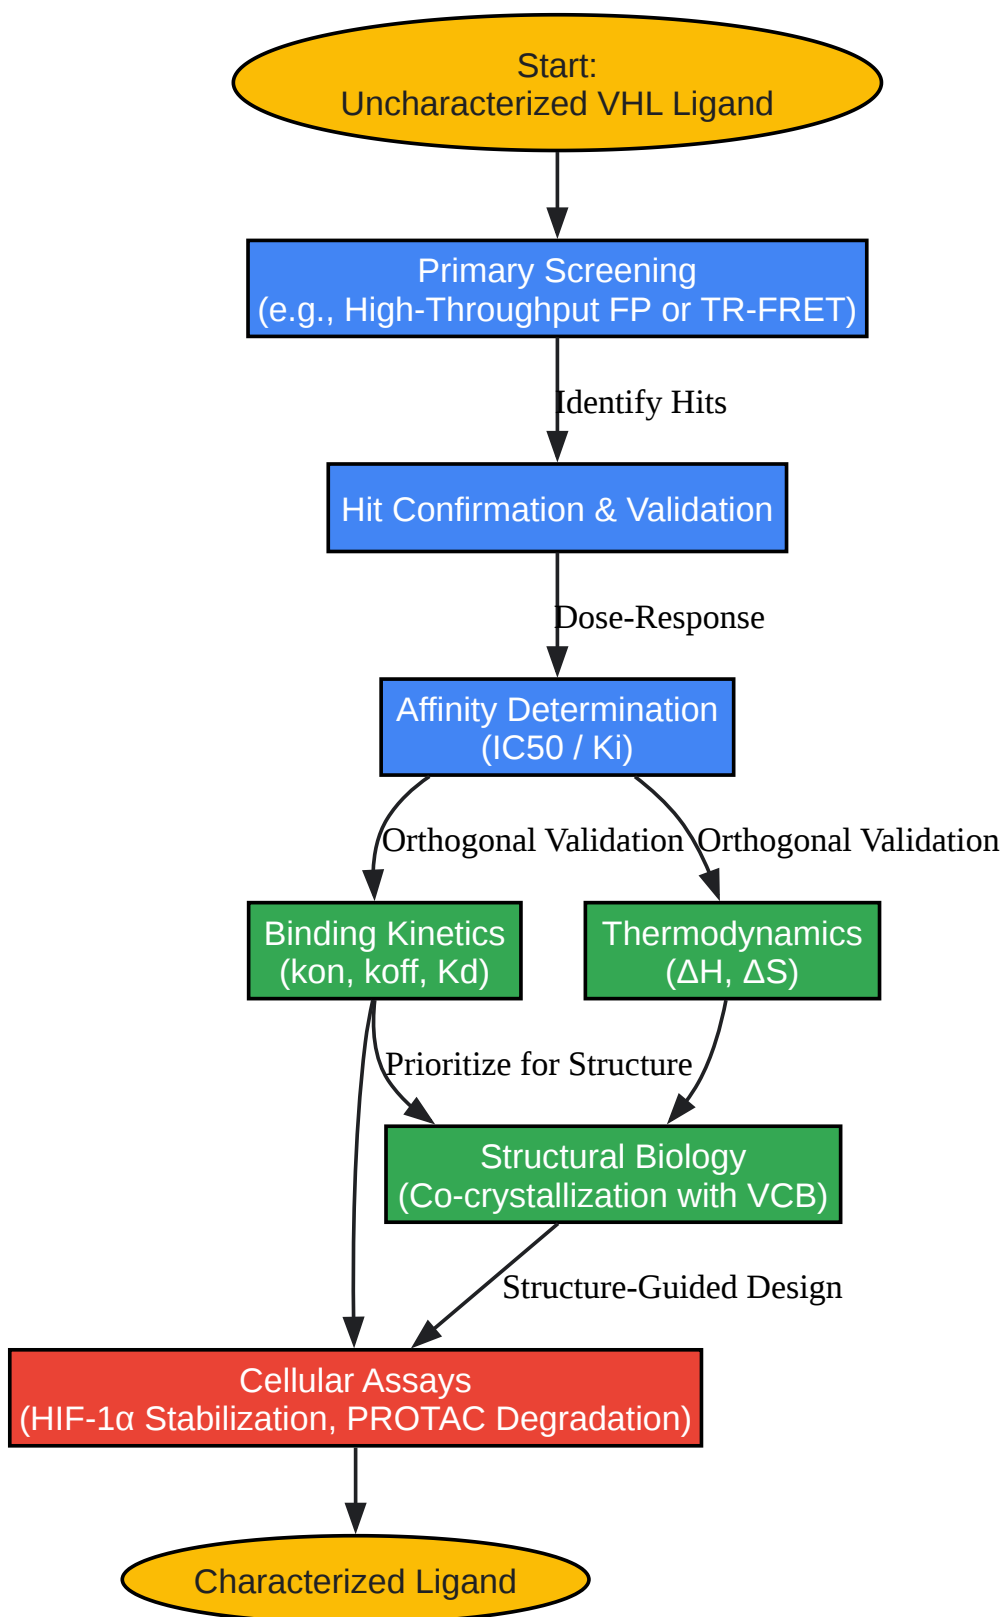 Start:
Uncharacterized VHL Ligand
Primary Screening
(e.g., High-Throughput FP or TR-FRET)
Identify Hits
Hit Confirmation & Validation
Dose-Response
Affinity Determination
(IC50 / Ki)
Orthogonal Validation
Orthogonal Validation
Binding Kinetics
(kon, koff, Kd)
Thermodynamics
(ΔH, ΔS)
Prioritize for Structure
Structural Biology
(Co-crystallization with VCB)
Structure-Guided Design
Cellular Assays
(HIF-1α Stabilization, PROTAC Degradation)
Characterized Ligand